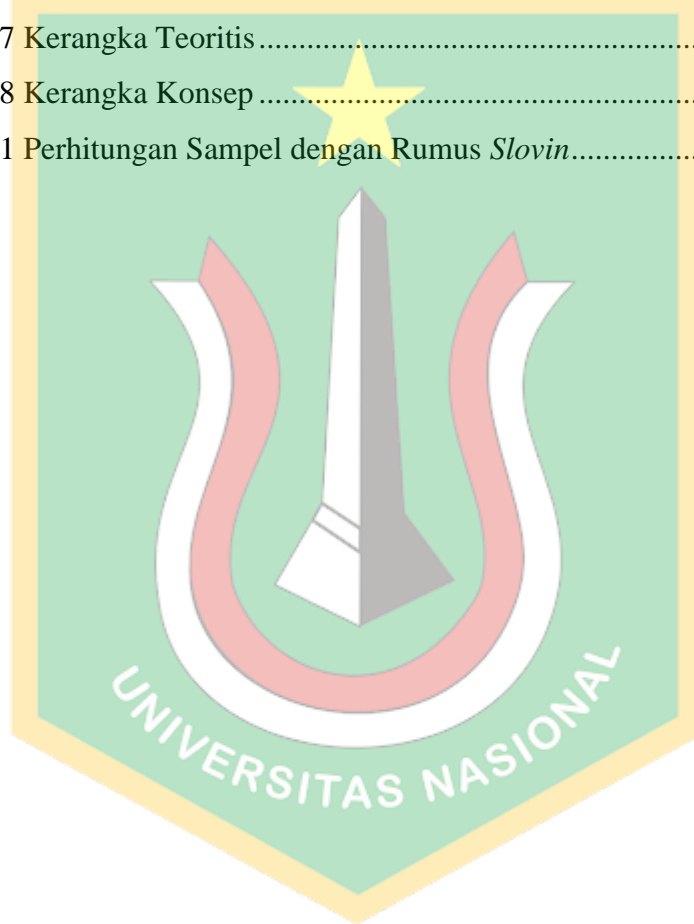 7 Kerangka Teoritis...........................................................
8 Kerangka Konsep...........................................................
1 Perhitungan Sampel dengan Rumus Slovin................
UNIVERSITAS NASIONAL